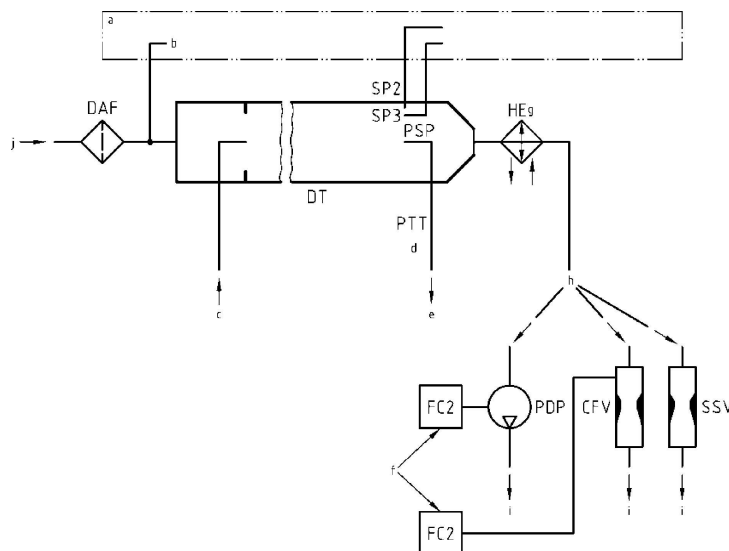 a
b
SP2
DAF
SP3
HEg
PSP
j
DT
PTT
d
c
e
h
FC2
PDP
CFV
SSV
f
i
i
i
FC2